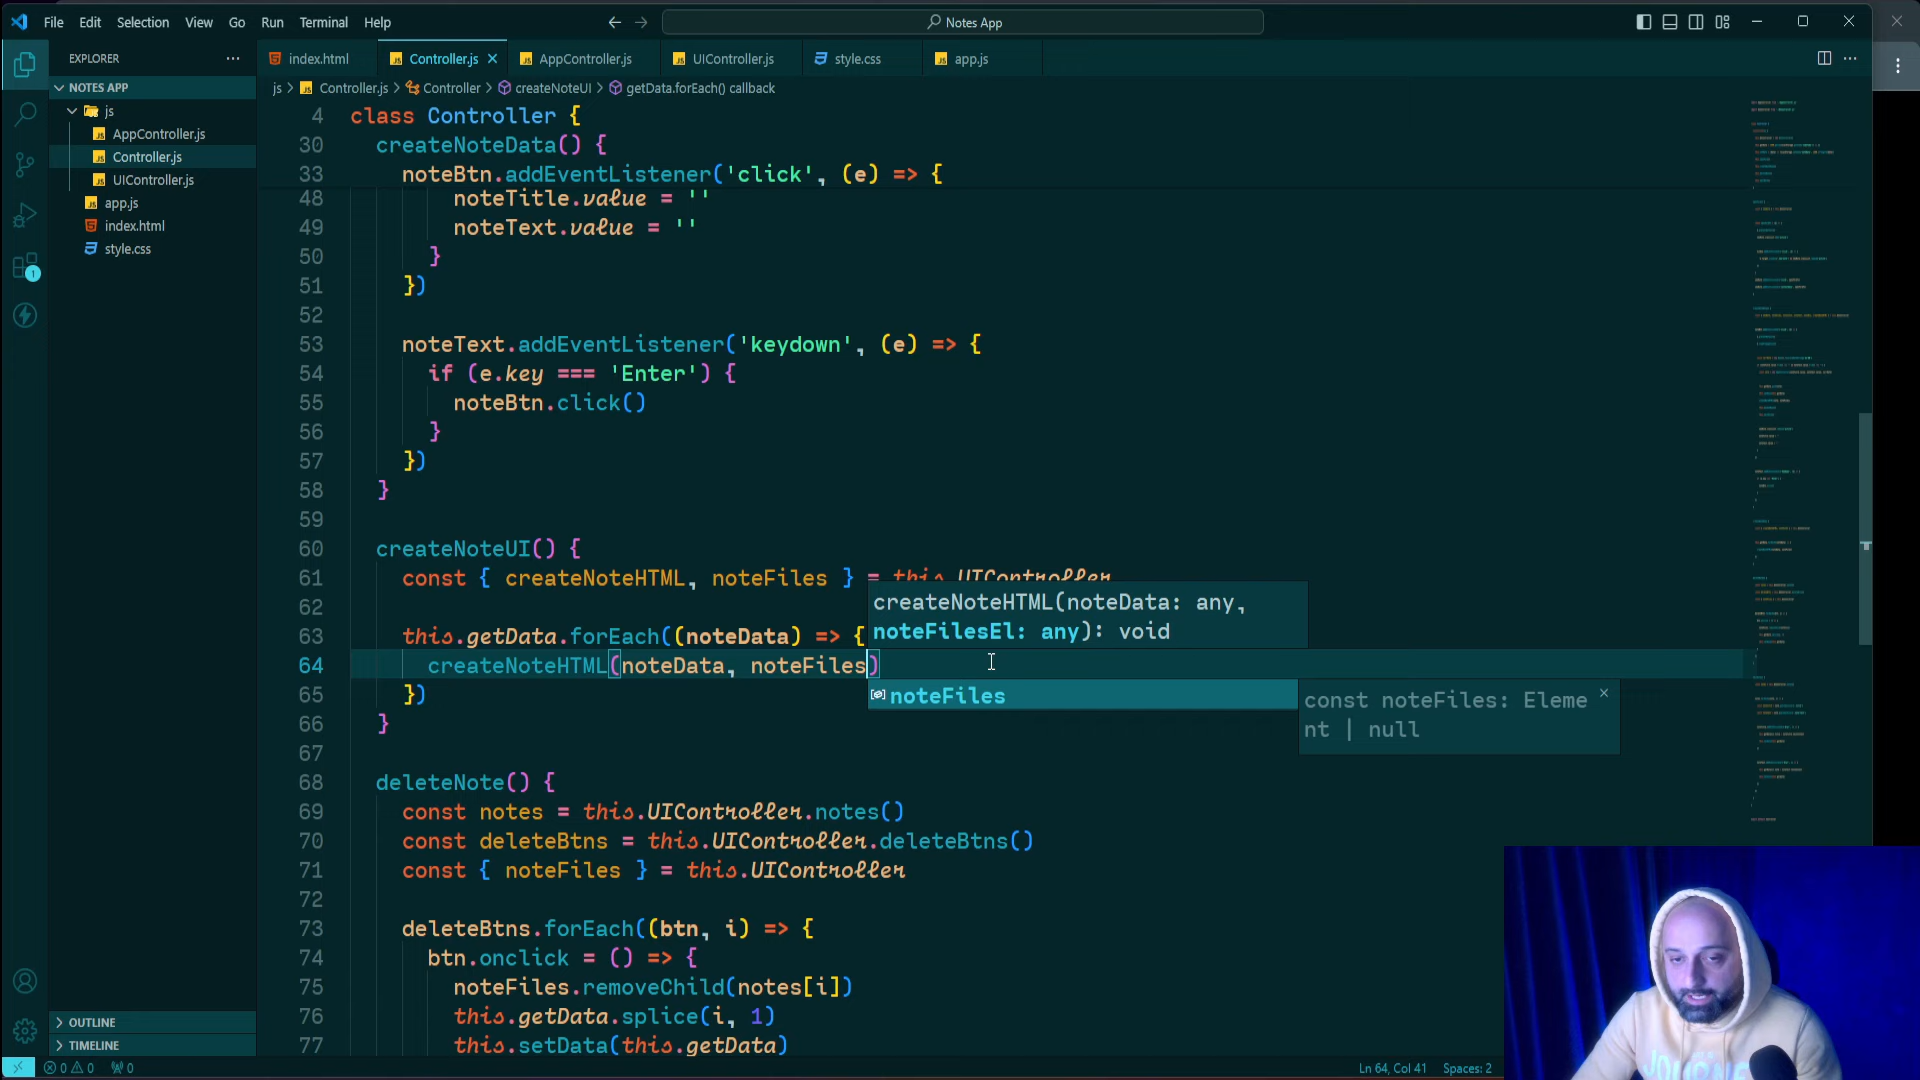 File Edit Selection View Go Run Terminal Help
Notes App
EXPLORER
index.html
Controller.js
AppController.js
UIController.js
style.css
app.js
NOTES APP
js > Controller.js > Controller > createNoteUI > getData.forEach() callback
js
AppController.js
Controller.js
UIController.js
app.js
index.html
style.css
1
4 class Controller {
30 createNoteData() {
33 noteBtn.addEventListener('click', (e) => {
48 noteTitle.value = ''
49 noteText.value = ''
50 }
51 })
52
53 noteText.addEventListener('keydown', (e) => {
54 if (e.key === 'Enter') {
55 noteBtn.click()
56 }
57 })
58 }
59
60 createNoteUI() {
61 const { createNoteHTML, noteFiles } = this.UIController
62
63 this.getData.forEach((noteData) => {
64 createNoteHTML(noteData, noteFiles)
65 })
66 }
67
68 deleteNote() {
69 const notes = this.UIController.notes()
70 const deleteBtns = this.UIController.deleteBtns()
71 const { noteFiles } = this.UIController
72
73 deleteBtns.forEach((btn, i) => {
74 btn.onclick = () => {
75 noteFiles.removeChild(notes[i])
76 this.getData.splice(i, 1)
77 this.setData(this.getData)
createNoteHTML(noteData: any,
noteFilesEl: any): void
noteFiles
const noteFiles: Eleme
nt | null
OUTLINE
TIMELINE
0 0 0
Ln 64, Col 41 Spaces: 2